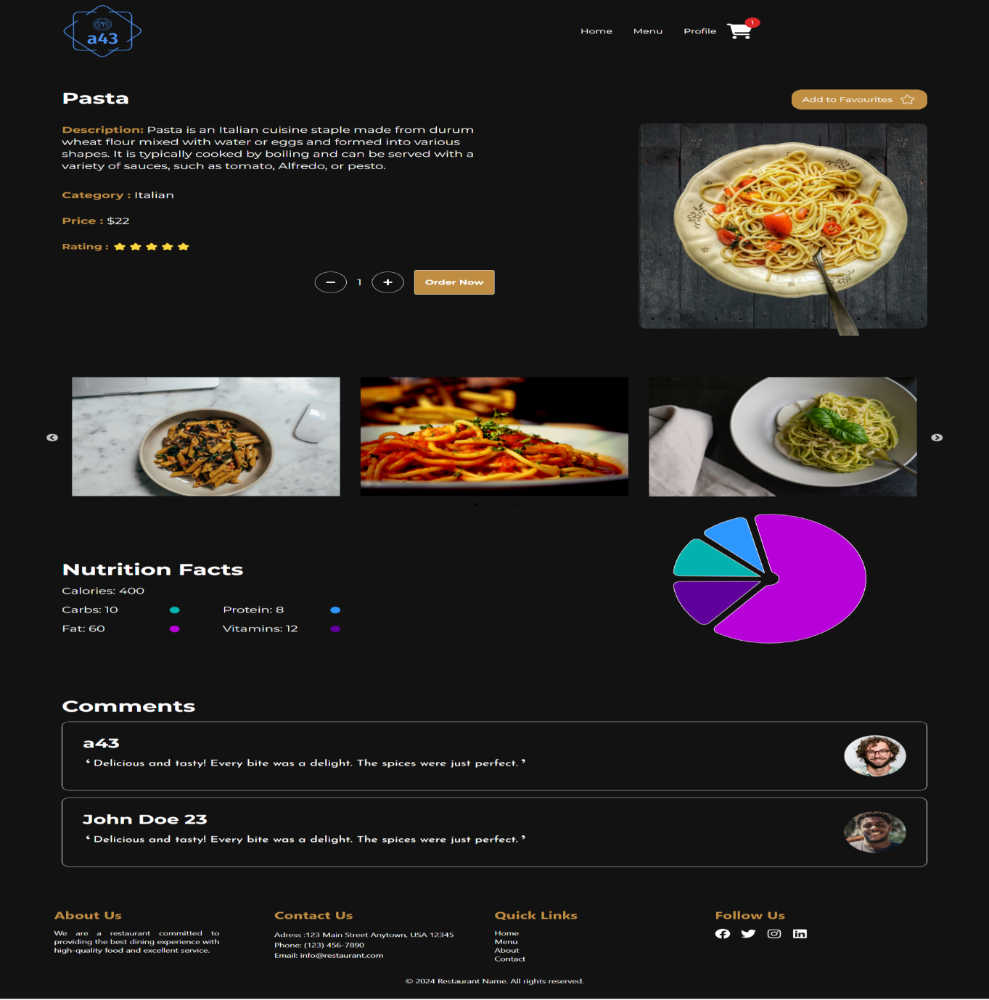 a43
Home Menu Profile 1
Pasta
Add to Favourites
Description: Pasta is an Italian cuisine staple made from durum
wheat flour mixed with water or eggs and formed into various
shapes. It is typically cooked by boiling and can be served with a
variety of sauces, such as tomato, Alfredo, or pesto.
Category : Italian
Price : $22
Rating :
− 1 + Order Now
Nutrition Facts
Calories: 400
Carbs: 10 Protein: 8
Fat: 60 Vitamins: 12
Comments
a43
‘ Delicious and tasty! Every bite was a delight. The spices were just perfect. ’
John Doe 23
‘ Delicious and tasty! Every bite was a delight. The spices were just perfect. ’
About Us
We are a restaurant committed to
providing the best dining experience with
high-quality food and excellent service.
Contact Us
Adress :123 Main Street Anytown, USA 12345
Phone: (123) 456-7890
Email: info@restaurant.com
Quick Links
Home
Menu
About
Contact
Follow Us
© 2024 Restaurant Name. All rights reserved.